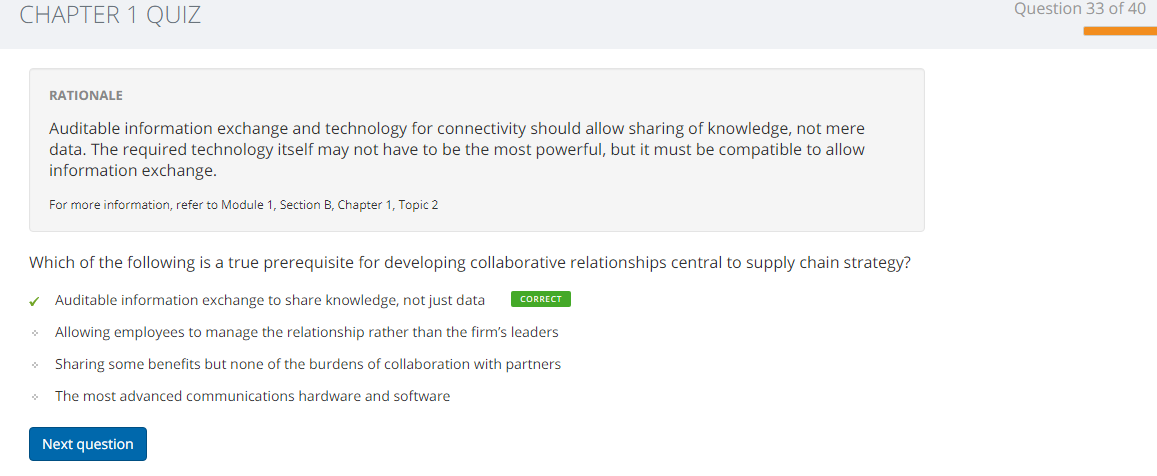 CHAPTER 1 QUIZ
Question 33 of 40
RATIONALE
Auditable information exchange and technology for connectivity should allow sharing of knowledge, not mere
data. The required technology itself may not have to be the most powerful, but it must be compatible to allow
information exchange.
For more information, refer to Module 1, Section B, Chapter 1, Topic 2
Which of the following is a true prerequisite for developing collaborative relationships central to supply chain strategy?
Auditable information exchange to share knowledge, not just data CORRECT
Allowing employees to manage the relationship rather than the firm’s leaders
Sharing some benefits but none of the burdens of collaboration with partners
The most advanced communications hardware and software
Next question